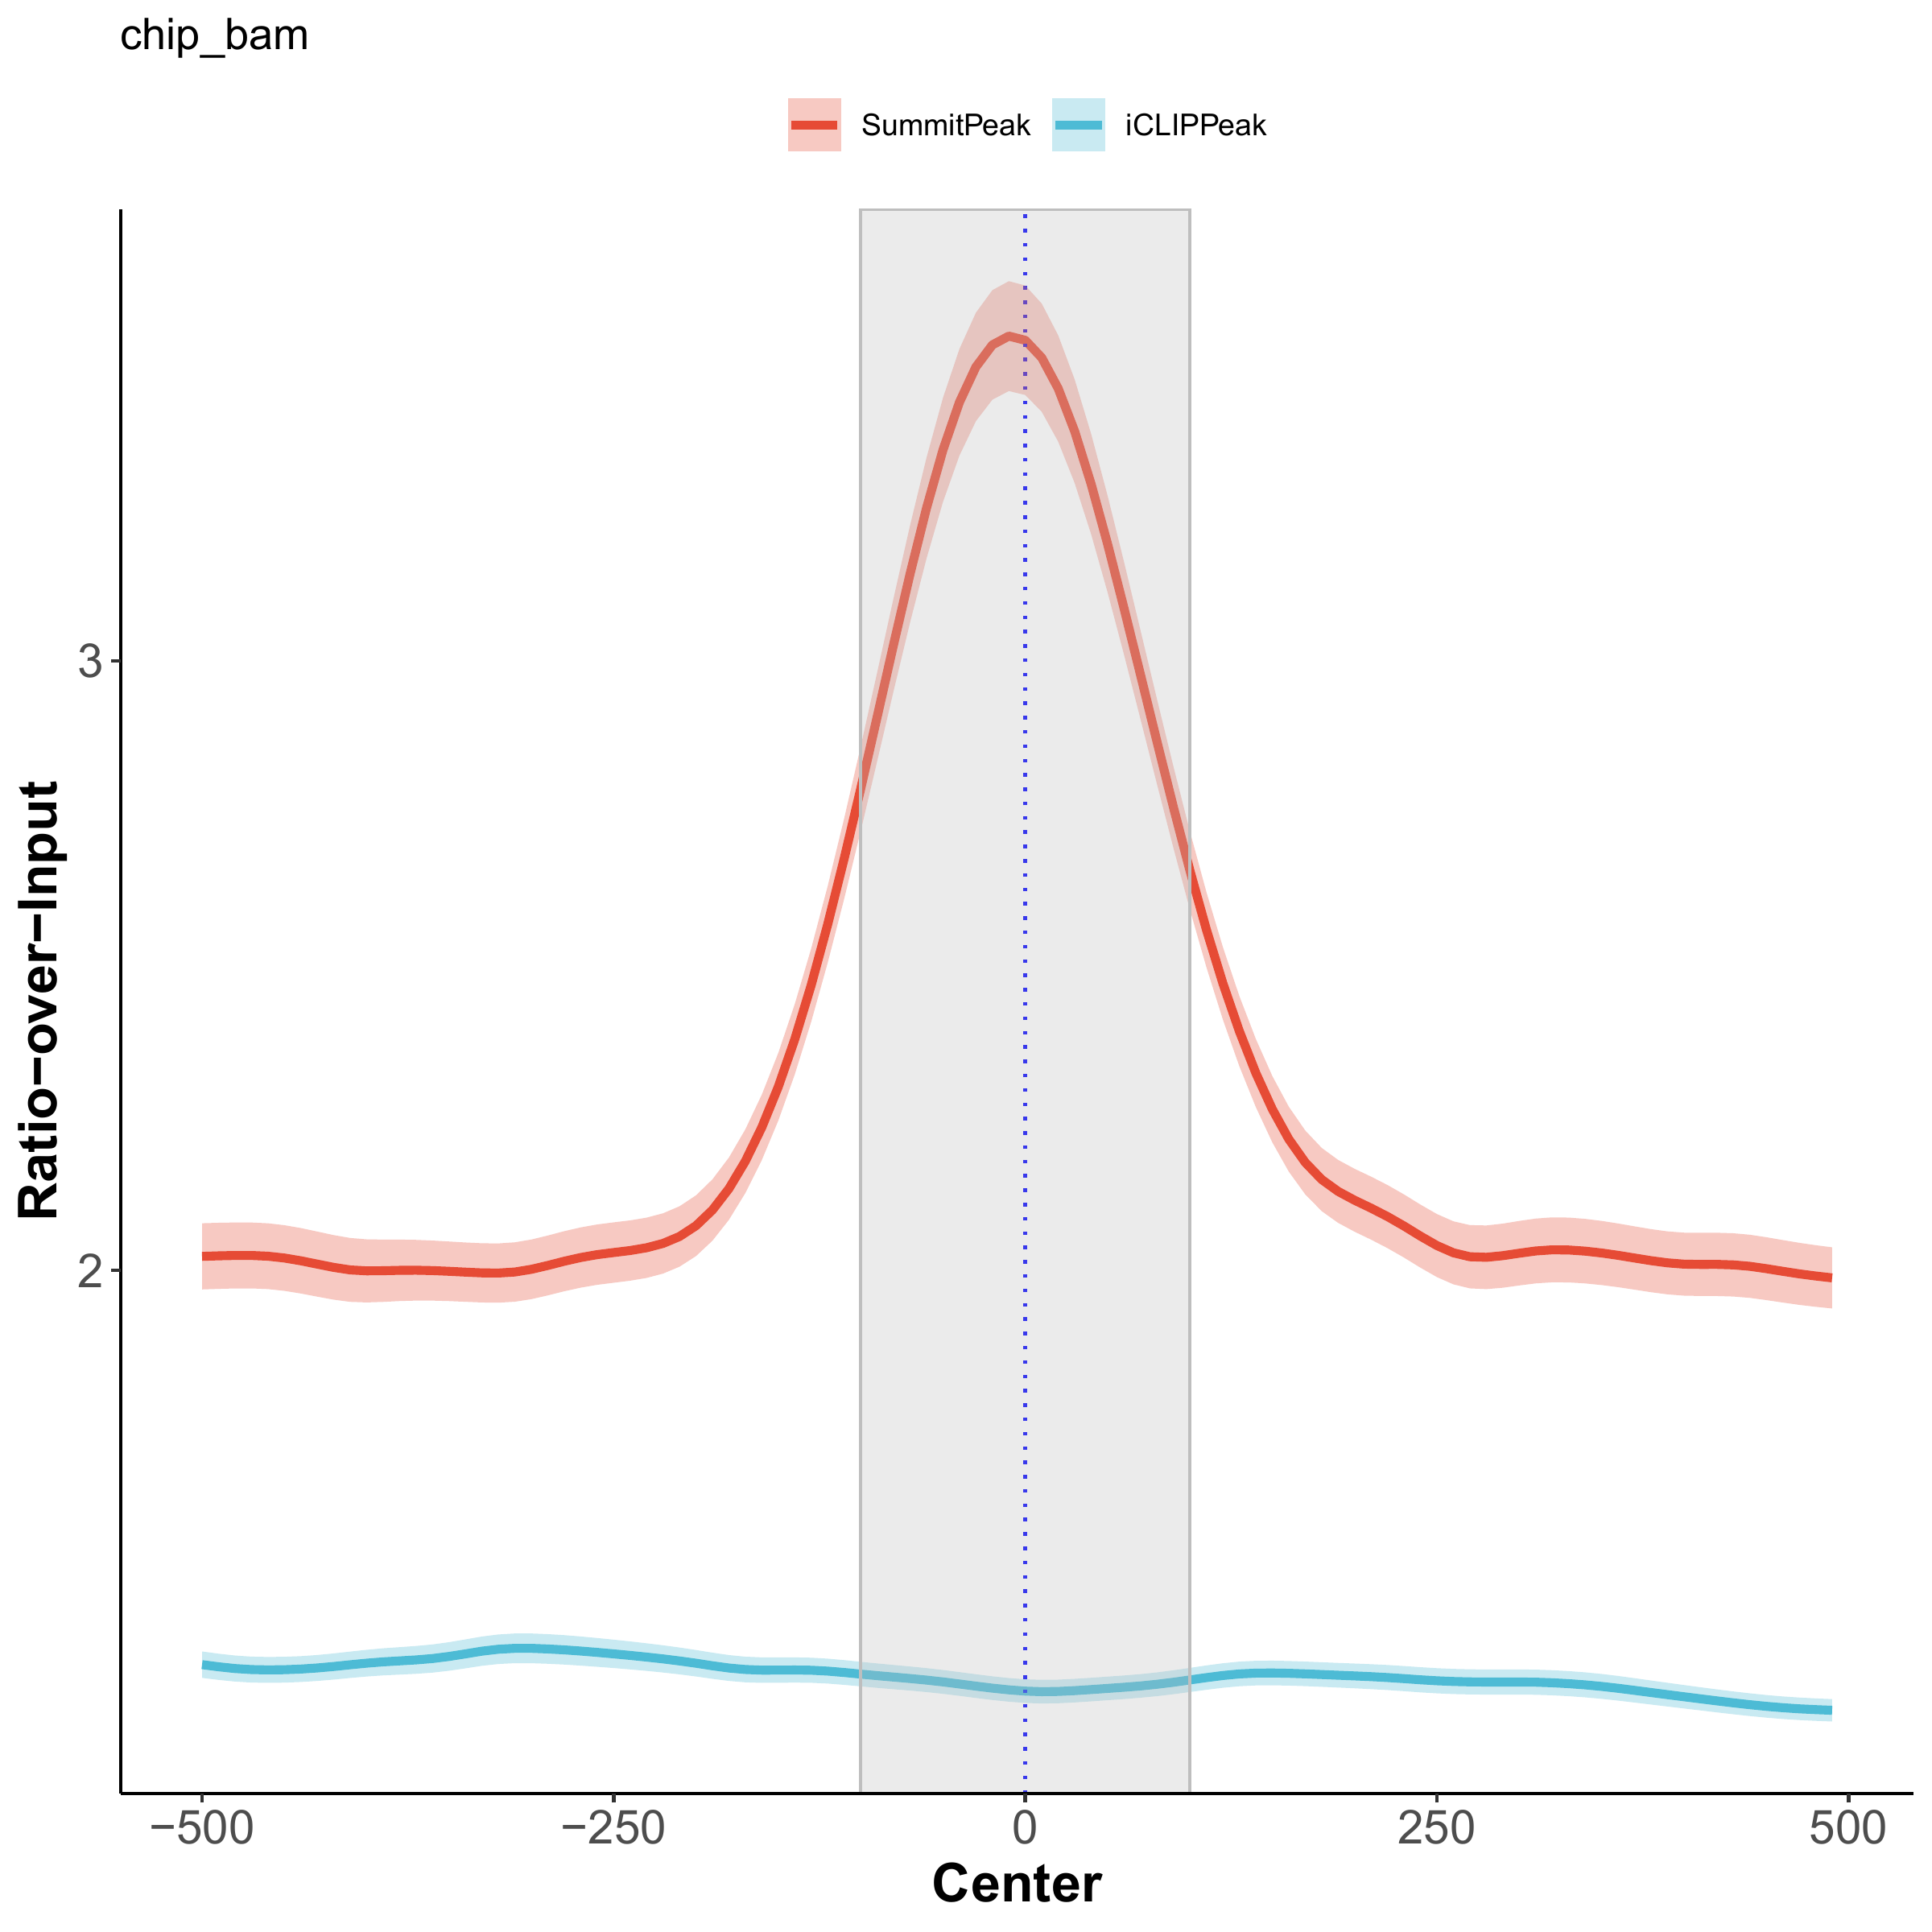 chip_bam
SummitPeak iCLIPPeak
Ratio−over−Input
3
2
−500 −250 0 250 500
Center